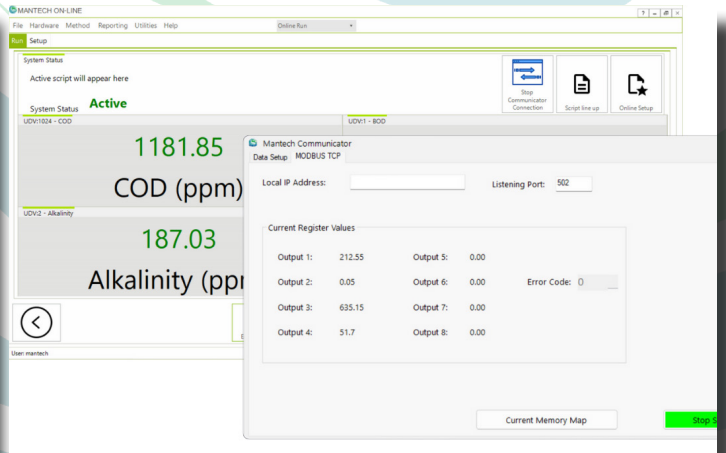 MANTECH ON-LINE
File Hardware Method Reporting Utilities Help
Online Run
Run Setup
System Status
Active script will appear here
System Status Active
Stop Communicator Connection
Script line up
Online Setup
UDV:1024 - COD
UDV:1 - BOD
1181.85
COD (ppm)
UDV:2 - Alkalinity
187.03
Alkalinity (pp
User: mantech
Mantech Communicator
Data Setup MODBUS TCP
Local IP Address:
Listening Port: 502
Current Register Values
Output 1: 212.55 Output 5: 0.00
Output 2: 0.05 Output 6: 0.00 Error Code: 0
Output 3: 635.15 Output 7: 0.00
Output 4: 51.7 Output 8: 0.00
Current Memory Map
Stop S